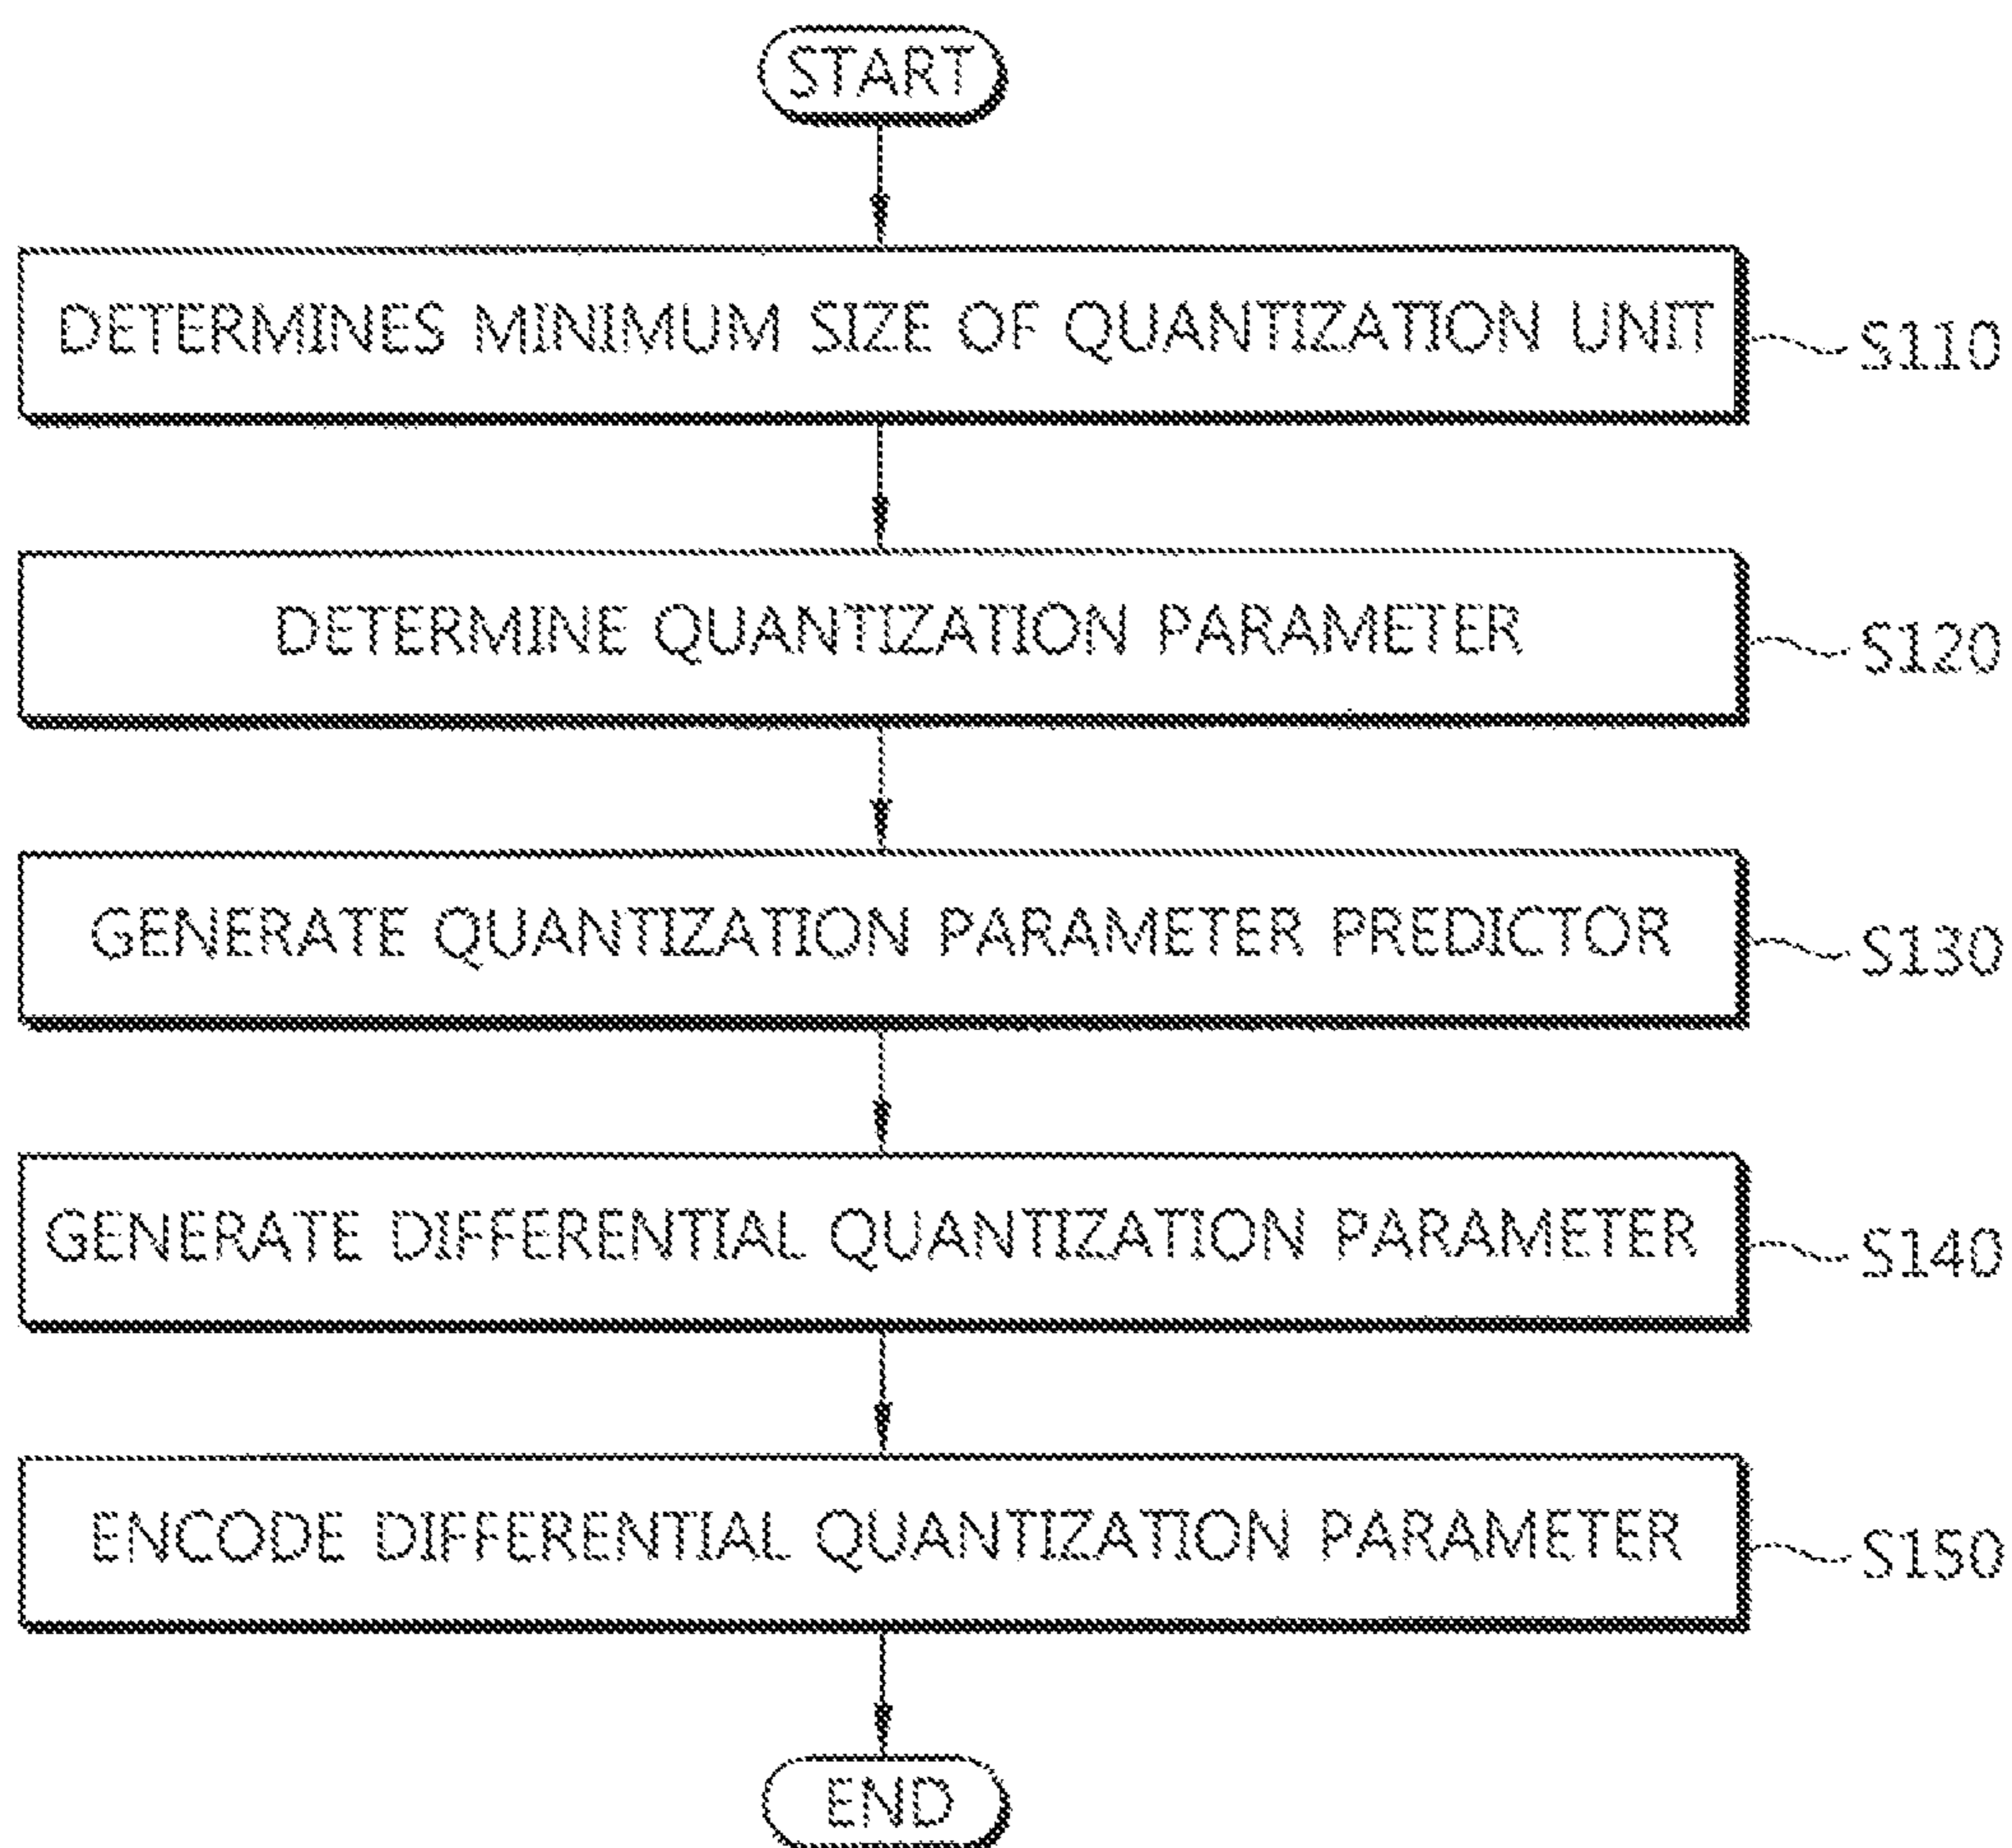 START
DETERMINES MINIMUM SIZE OF QUANTIZATION UNIT
S110
DETERMINE QUANTIZATION PARAMETER
S120
GENERATE QUANTIZATION PARAMETER PREDICTOR
S130
GENERATE DIFFERENTIAL QUANTIZATION PARAMETER
S140
ENCODE DIFFERENTIAL QUANTIZATION PARAMETER
S150
END